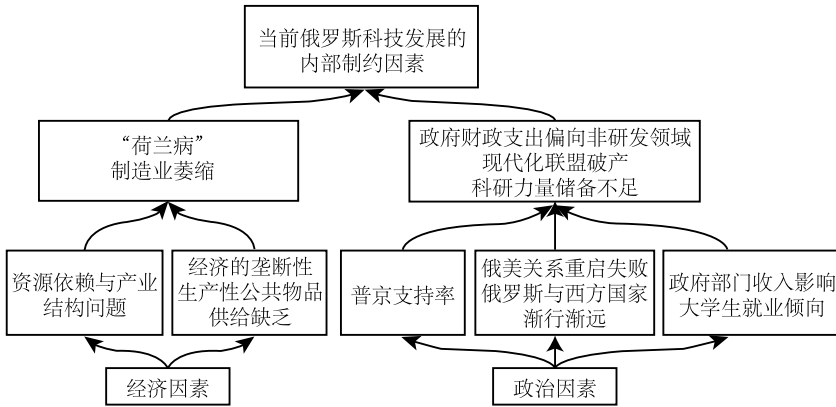 当前俄罗斯科技发展的
内部制约因素
“荷兰病”
制造业萎缩
政府财政支出偏向非研发领域
现代化联盟破产
科研力量储备不足
资源依赖与产业
结构问题
经济的垄断性
生产性公共物品
供给缺乏
普京支持率
俄美关系重启失败
俄罗斯与西方国家
渐行渐远
政府部门收入影响
大学生就业倾向
经济因素
政治因素